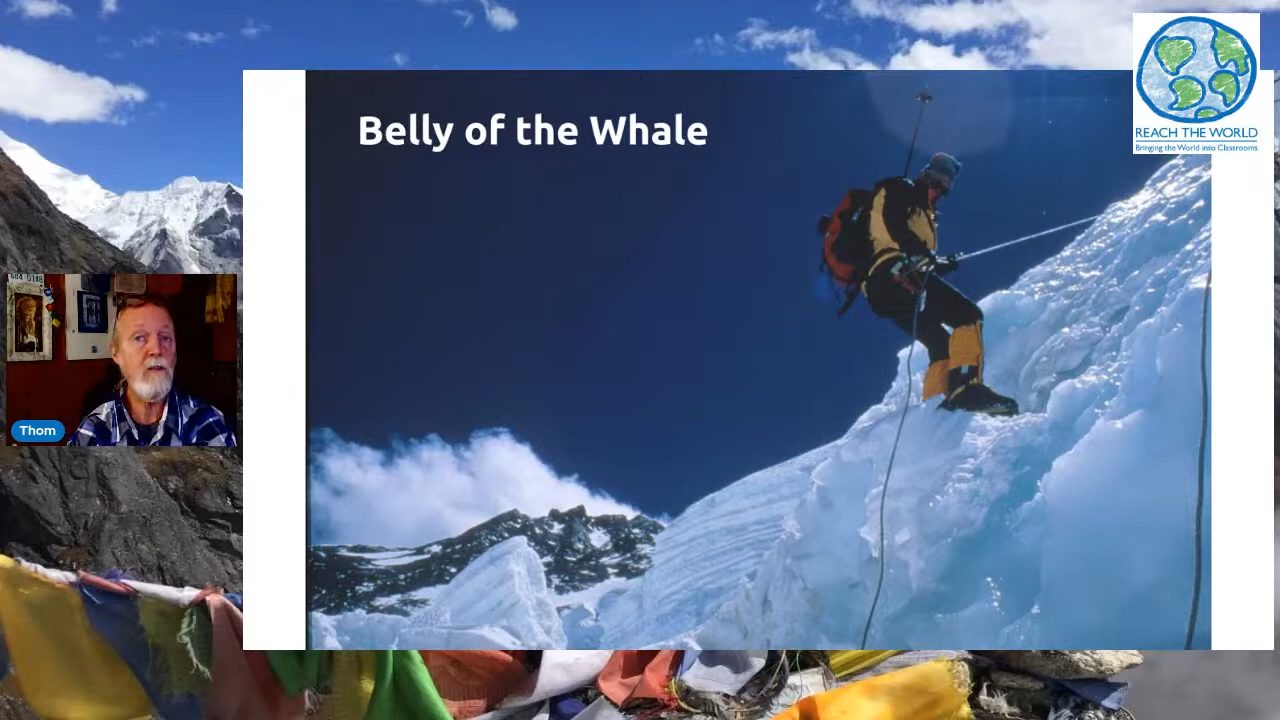 Belly of the Whale
REACH THE WORLD
Bringing the World into Classrooms
Thom